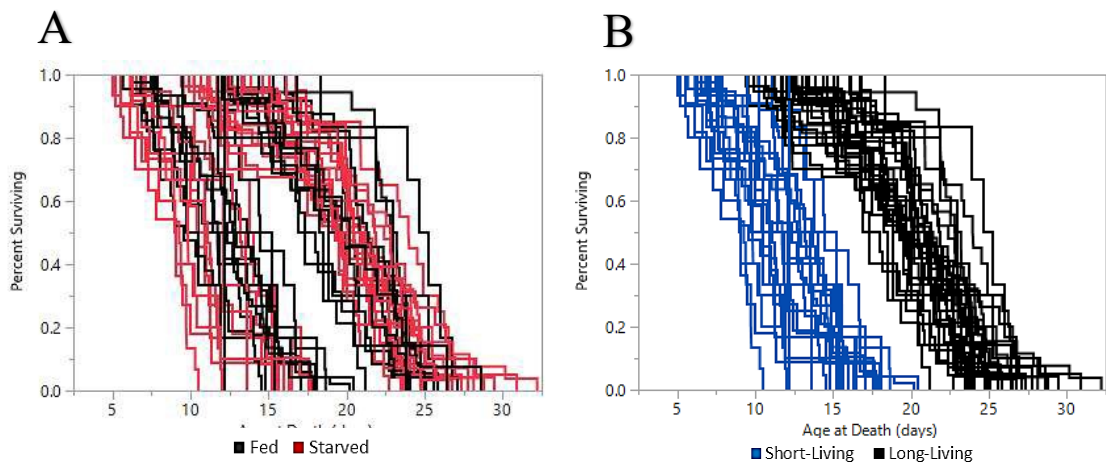 A
B
Percent Surviving
1.0
0.8
0.6
0.4
0.2
0.0
5 10 15 20 25 30
Fed Starved
Percent Surviving
1.0
0.8
0.6
0.4
0.2
0.0
5 10 15 20 25 30
Age at Death (days)
Short-Living Long-Living